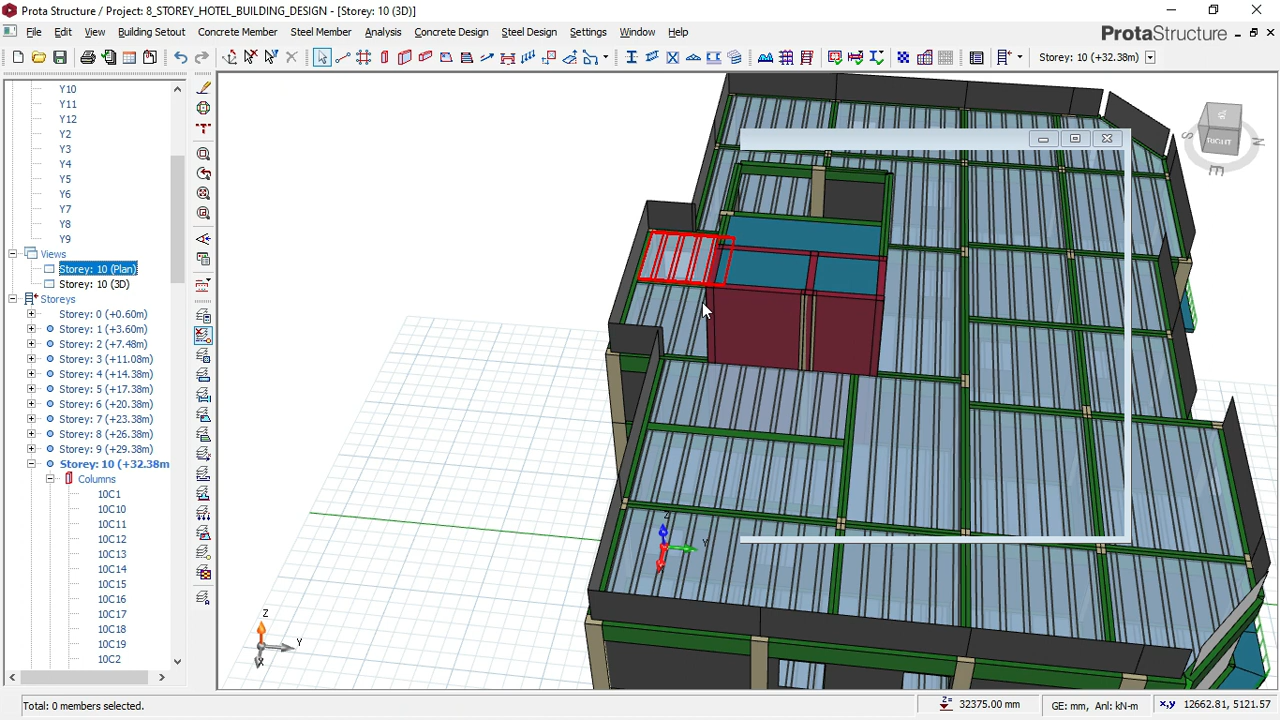 Prota Structure / Project: 8_STOREY_HOTEL_BUILDING_DESIGN - [Storey: 10 (3D)]
File Edit View Building Setout Concrete Member Steel Member Analysis Concrete Design Steel Design Settings Window Help
ProtaStructure
Storey: 10 (+32.38m)
Y10
Y11
Y12
Y2
Y3
Y4
Y5
Y6
Y7
Y8
Y9
Views
Storey: 10 (Plan)
Storey: 10 (3D)
Storeys
Storey: 0 (+0.60m)
Storey: 1 (+3.60m)
Storey: 2 (+7.48m)
Storey: 3 (+11.08m)
Storey: 4 (+14.38m)
Storey: 5 (+17.38m)
Storey: 6 (+20.38m)
Storey: 7 (+23.38m)
Storey: 8 (+26.38m)
Storey: 9 (+29.38m)
Storey: 10 (+32.38m
Columns
10C1
10C10
10C11
10C12
10C13
10C14
10C15
10C16
10C17
10C18
10C19
10C2
S
N
E
Z
Y
Z
Y
X
Total: 0 members selected.
Z= 32375.00 mm
GE: mm, Anl: kN-m
x,y 12662.81, 5121.57